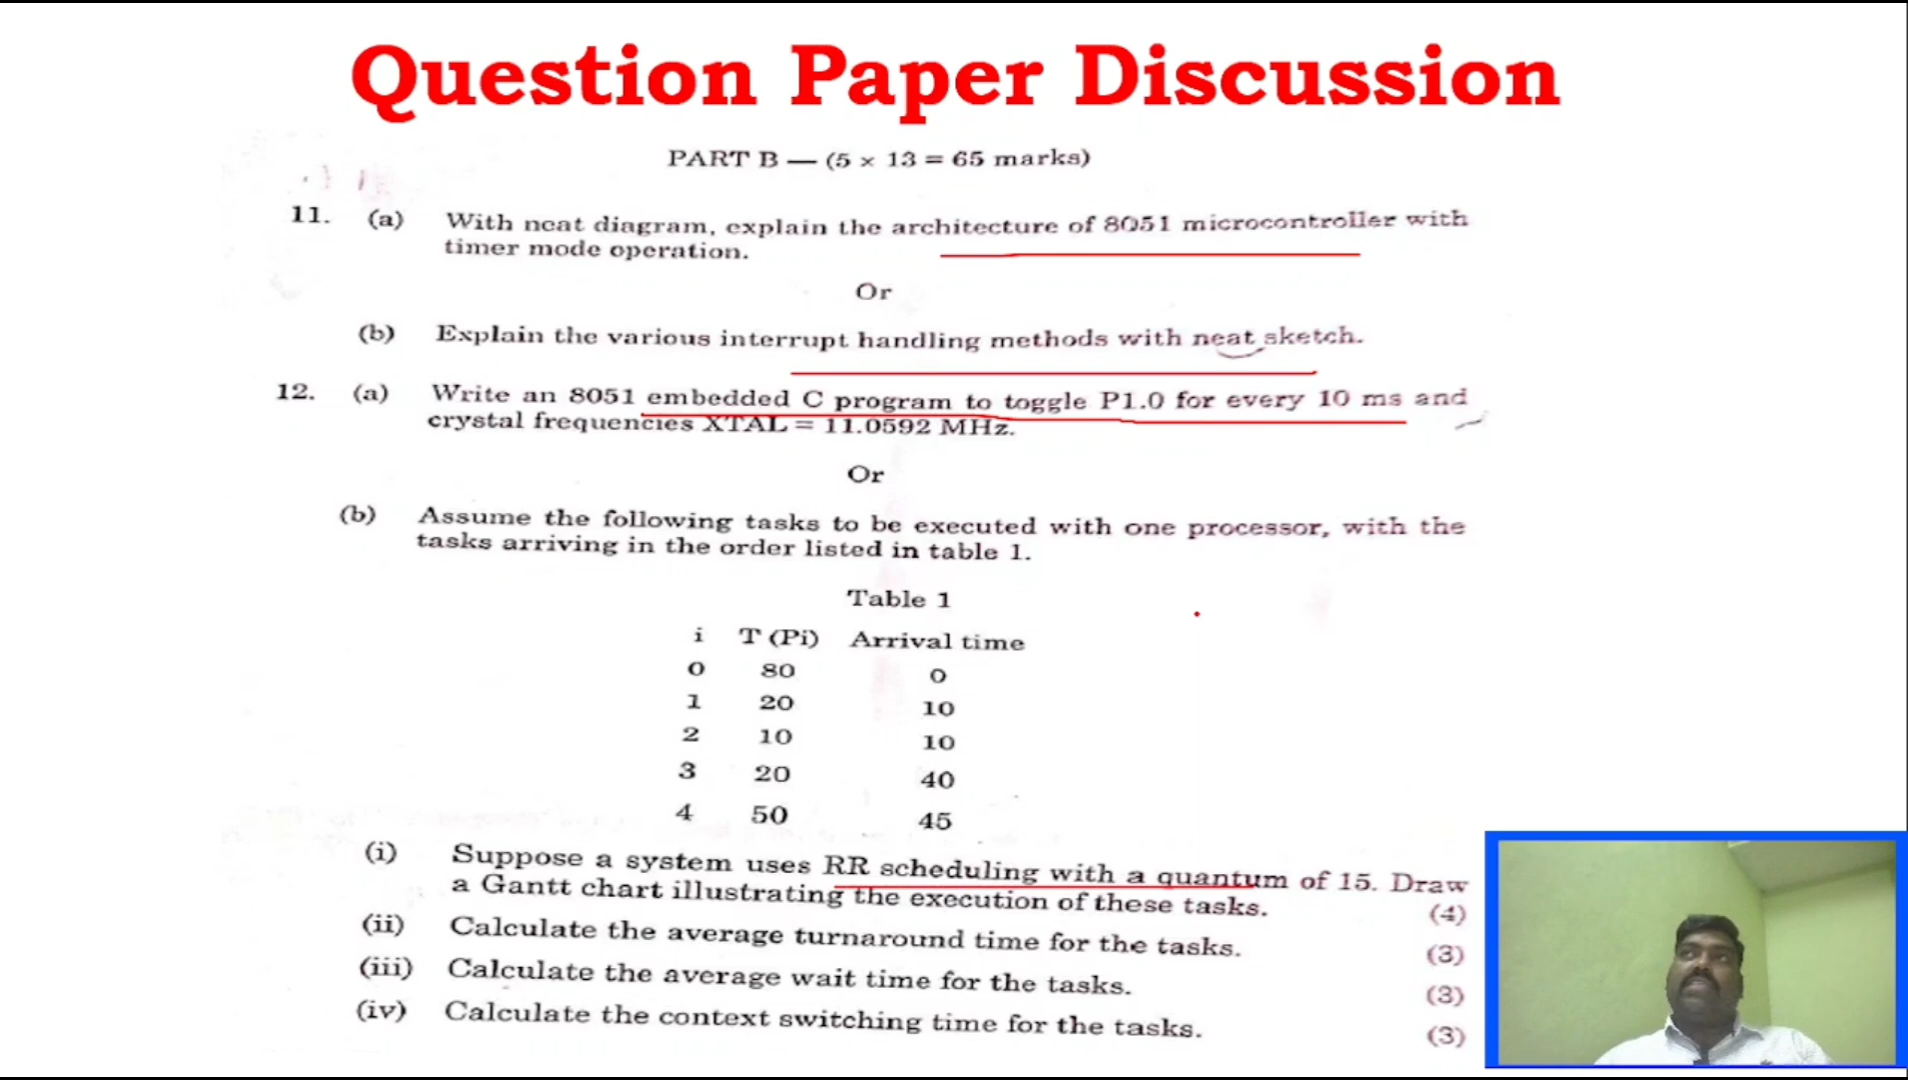 Question Paper Discussion
PART B — (5 × 13 = 65 marks)
11. (a) With neat diagram, explain the architecture of 8051 microcontroller with
timer mode operation.
Or
(b) Explain the various interrupt handling methods with neat sketch.
12. (a) Write an 8051 embedded C program to toggle P1.0 for every 10 ms and
crystal frequencies XTAL = 11.0592 MHz.
Or
(b) Assume the following tasks to be executed with one processor, with the
tasks arriving in the order listed in table 1.
Table 1
i T (Pi) Arrival time
0 80 0
1 20 10
2 10 10
3 20 40
4 50 45
(i) Suppose a system uses RR scheduling with a quantum of 15. Draw
a Gantt chart illustrating the execution of these tasks. (4)
(ii) Calculate the average turnaround time for the tasks. (3)
(iii) Calculate the average wait time for the tasks. (3)
(iv) Calculate the context switching time for the tasks. (3)